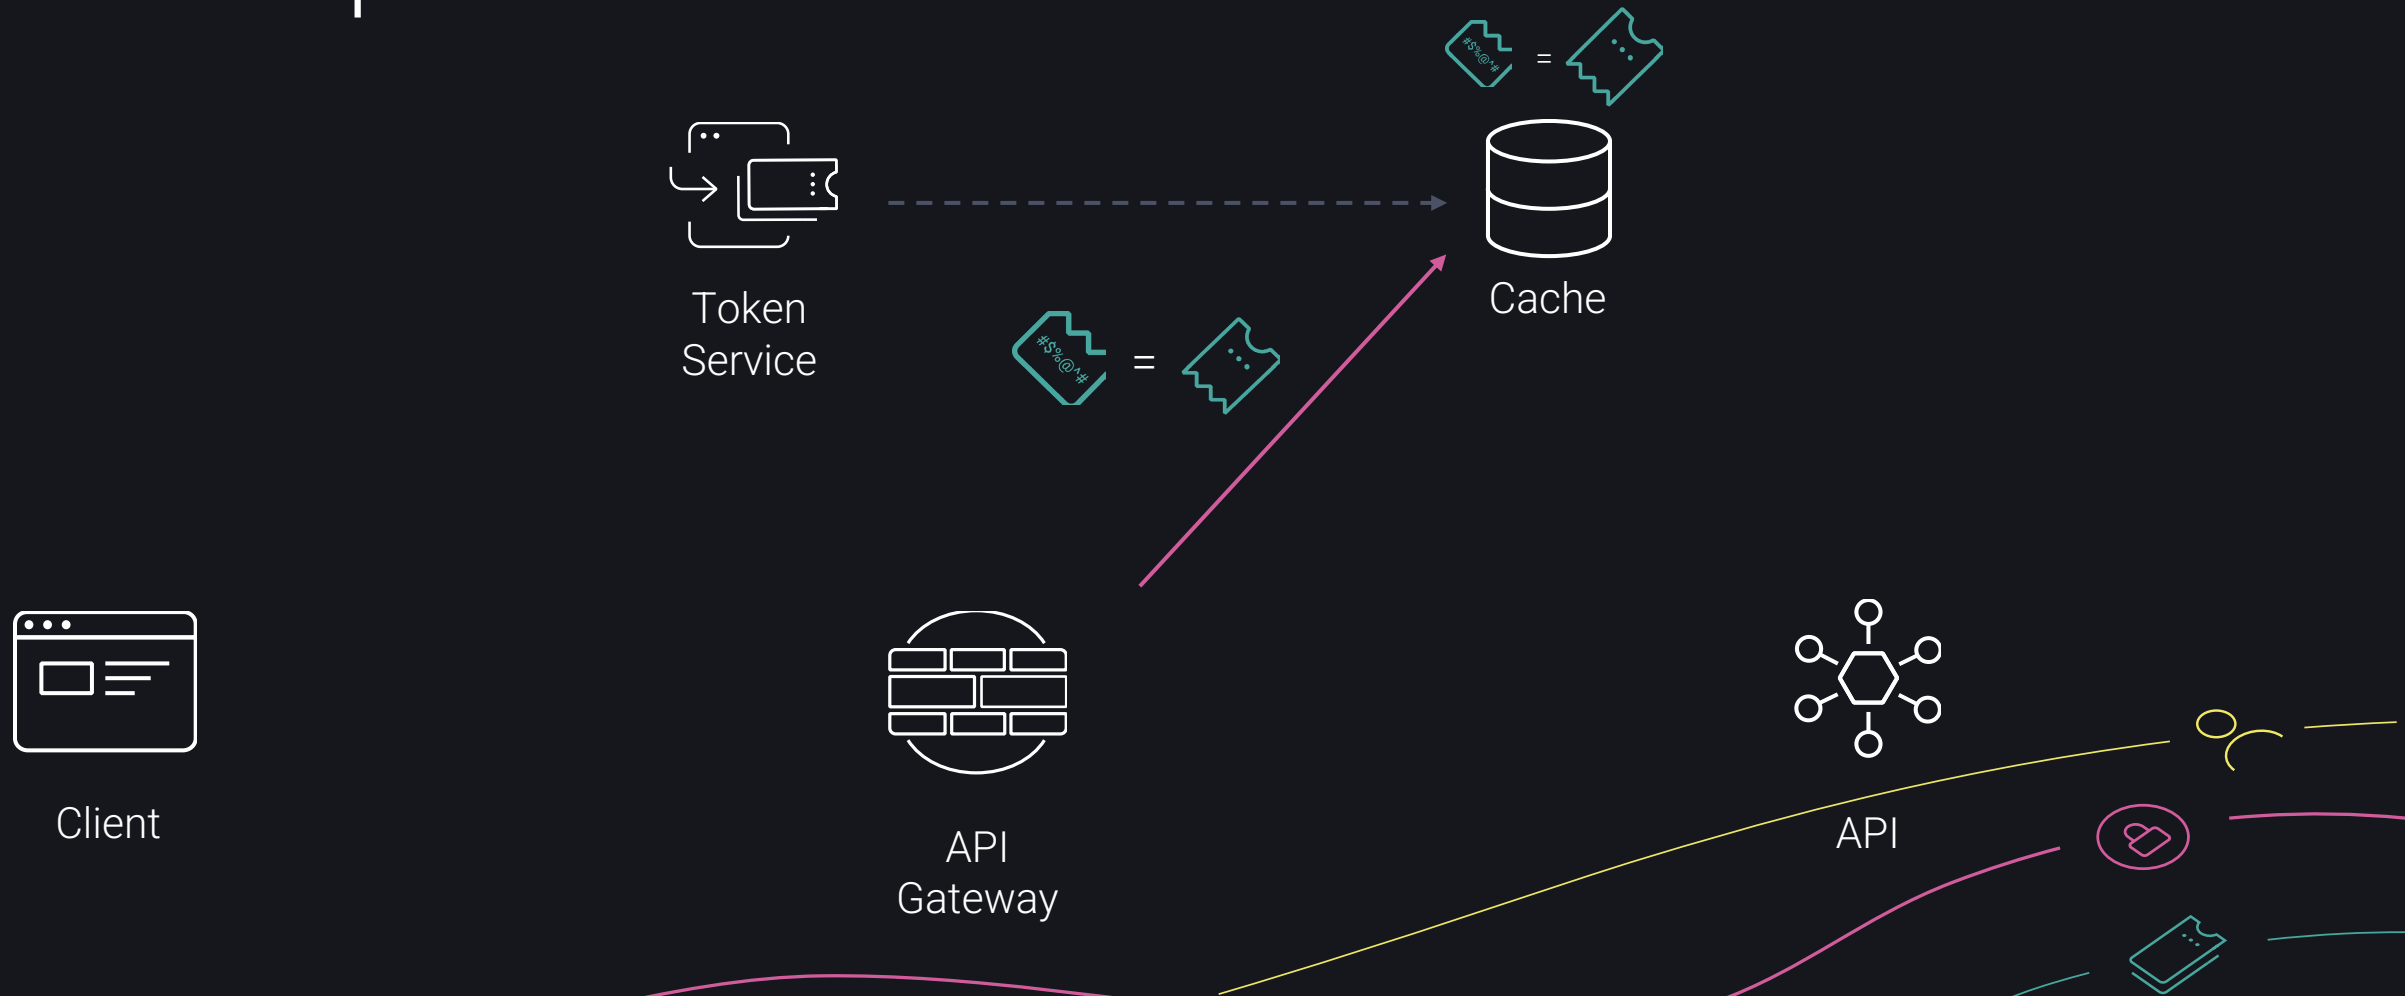 #$%@^#
=
Token
Service
Cache
#$%@^#
=
Client
API
Gateway
API